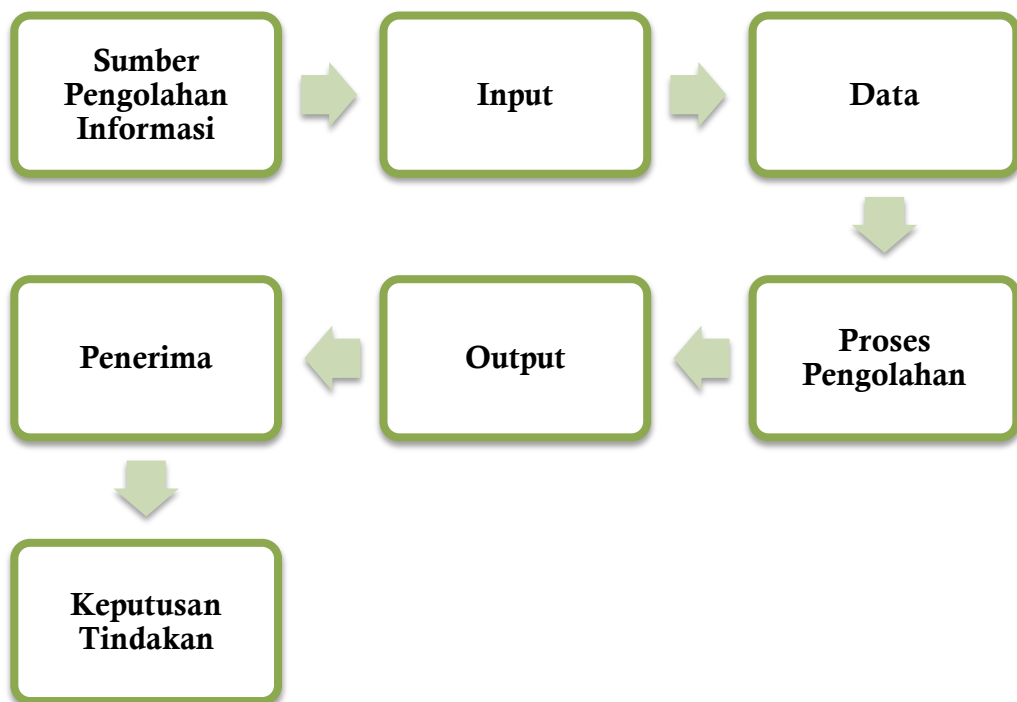 Sumber
Pengolahan
Informasi
Input
Data
Proses
Pengolahan
Output
Penerima
Keputusan
Tindakan